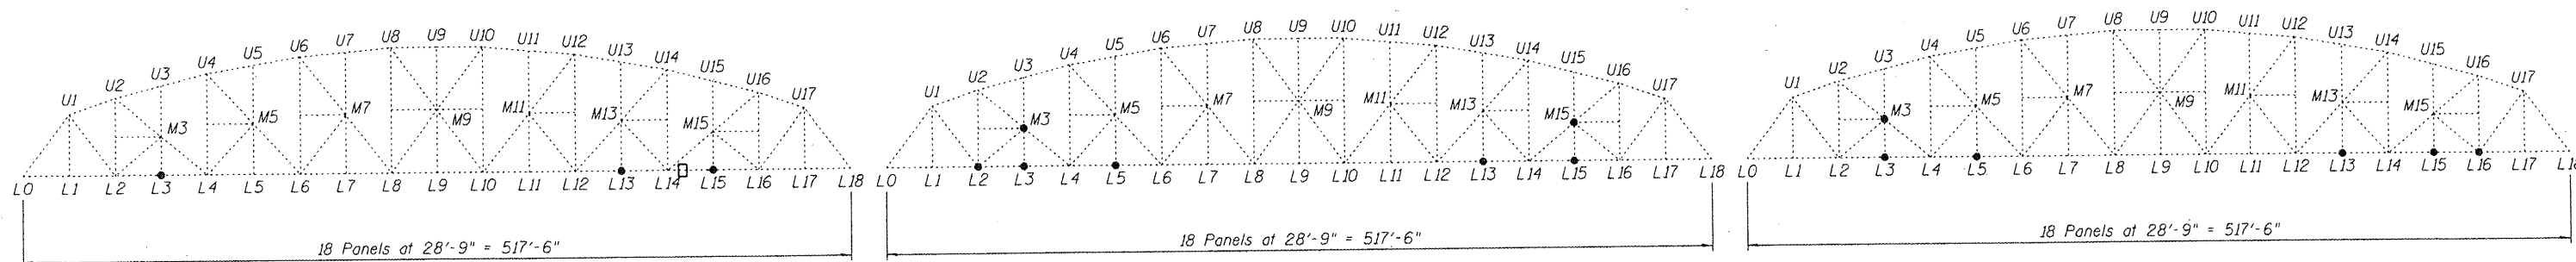 U1 U2 U3 U4 U5 U6 U7 U8 U9 U10 U11 U12 U13 U14 U15 U16 U17
M3 M5 M7 M9 M11 M13 M15
L0 L1 L2 L3 L4 L5 L6 L7 L8 L9 L10 L11 L12 L13 L14 L15 L16 L17 L18
18 Panels at 28'-9" = 517'-6"
U1 U2 U3 U4 U5 U6 U7 U8 U9 U10 U11 U12 U13 U14 U15 U16 U17
M3 M5 M7 M9 M11 M13 M15
L0 L1 L2 L3 L4 L5 L6 L7 L8 L9 L10 L11 L12 L13 L14 L15 L16 L17 L18
18 Panels at 28'-9" = 517'-6"
U1 U2 U3 U4 U5 U6 U7 U8 U9 U10 U11 U12 U13 U14 U15 U16 U17
M3 M5 M7 M9 M11 M13 M15
L0 L1 L2 L3 L4 L5 L6 L7 L8 L9 L10 L11 L12 L13 L14 L15 L16 L17
18 Panels at 28'-9" = 517'-6"